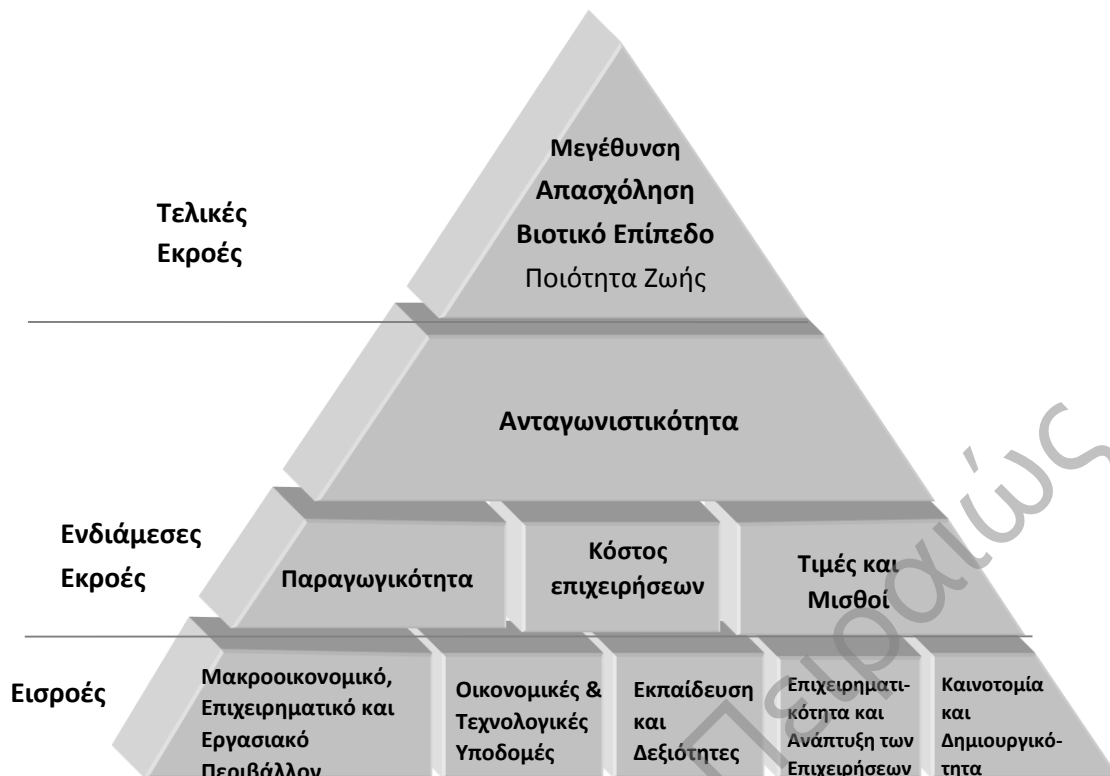 Μεγέθυνση
Απασχόληση
Βιοτικό Επίπεδο
Ποιότητα Ζωής
Τελικές
Εκροές
Ανταγωνιστικότητα
Ενδιάμεσες
Εκροές
Παραγωγικότητα
Κόστος
επιχειρήσεων
Τιμές και
Μισθοί
Εισροές
Μακροοικονομικό,
Επιχειρηματικό και
Εργασιακό
Περιβάλλον
Οικονομικές &
Τεχνολογικές
Υποδομές
Εκπαίδευση
και
Δεξιότητες
Επιχειρηματι-
κότητα και
Ανάπτυξη των
Επιχειρήσεων
Καινοτομία
και
Δημιουργικό-
τητα
Πειραιώς